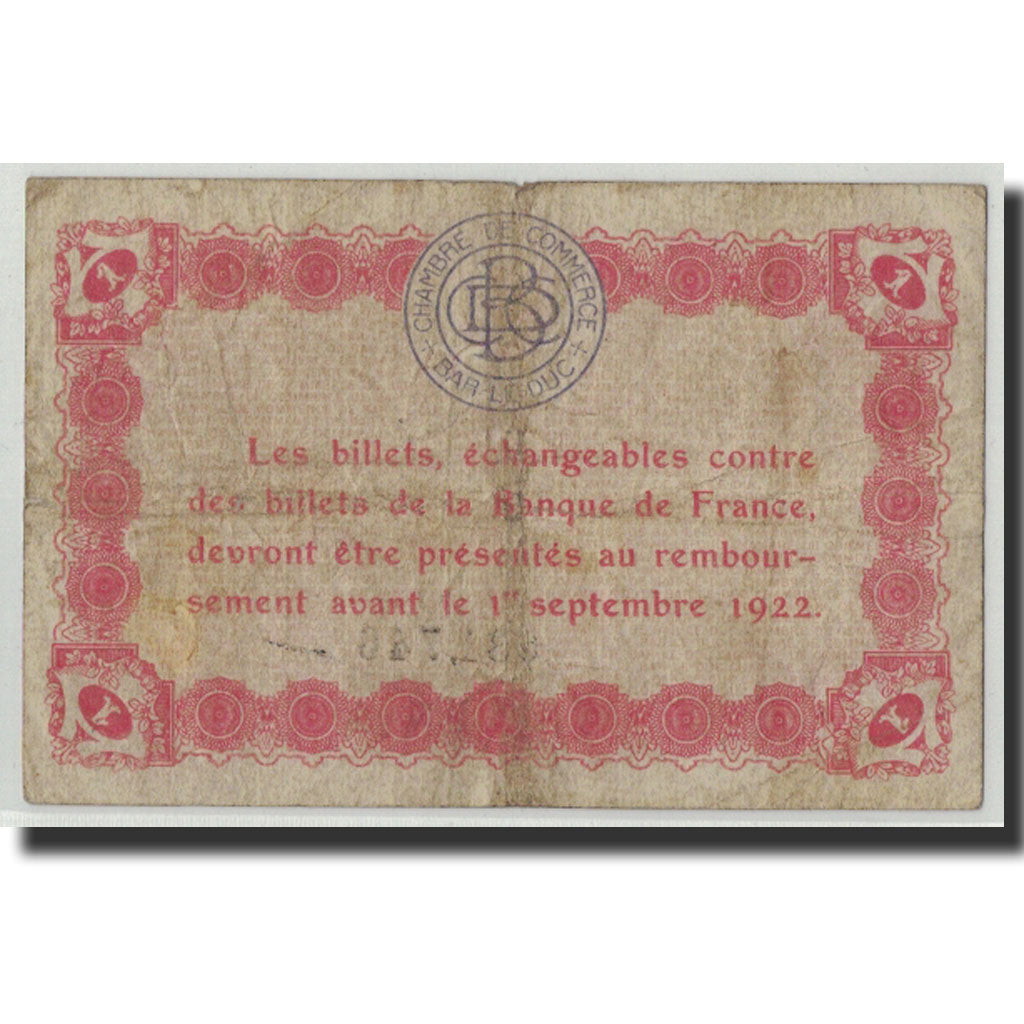 CHAMBRE DE COMMERCE
BAR-LE-DUC
Les billets, échangeables contre
des billets de la Banque de France,
devront être présentés au rembour-
sement avant le 1er septembre 1922.